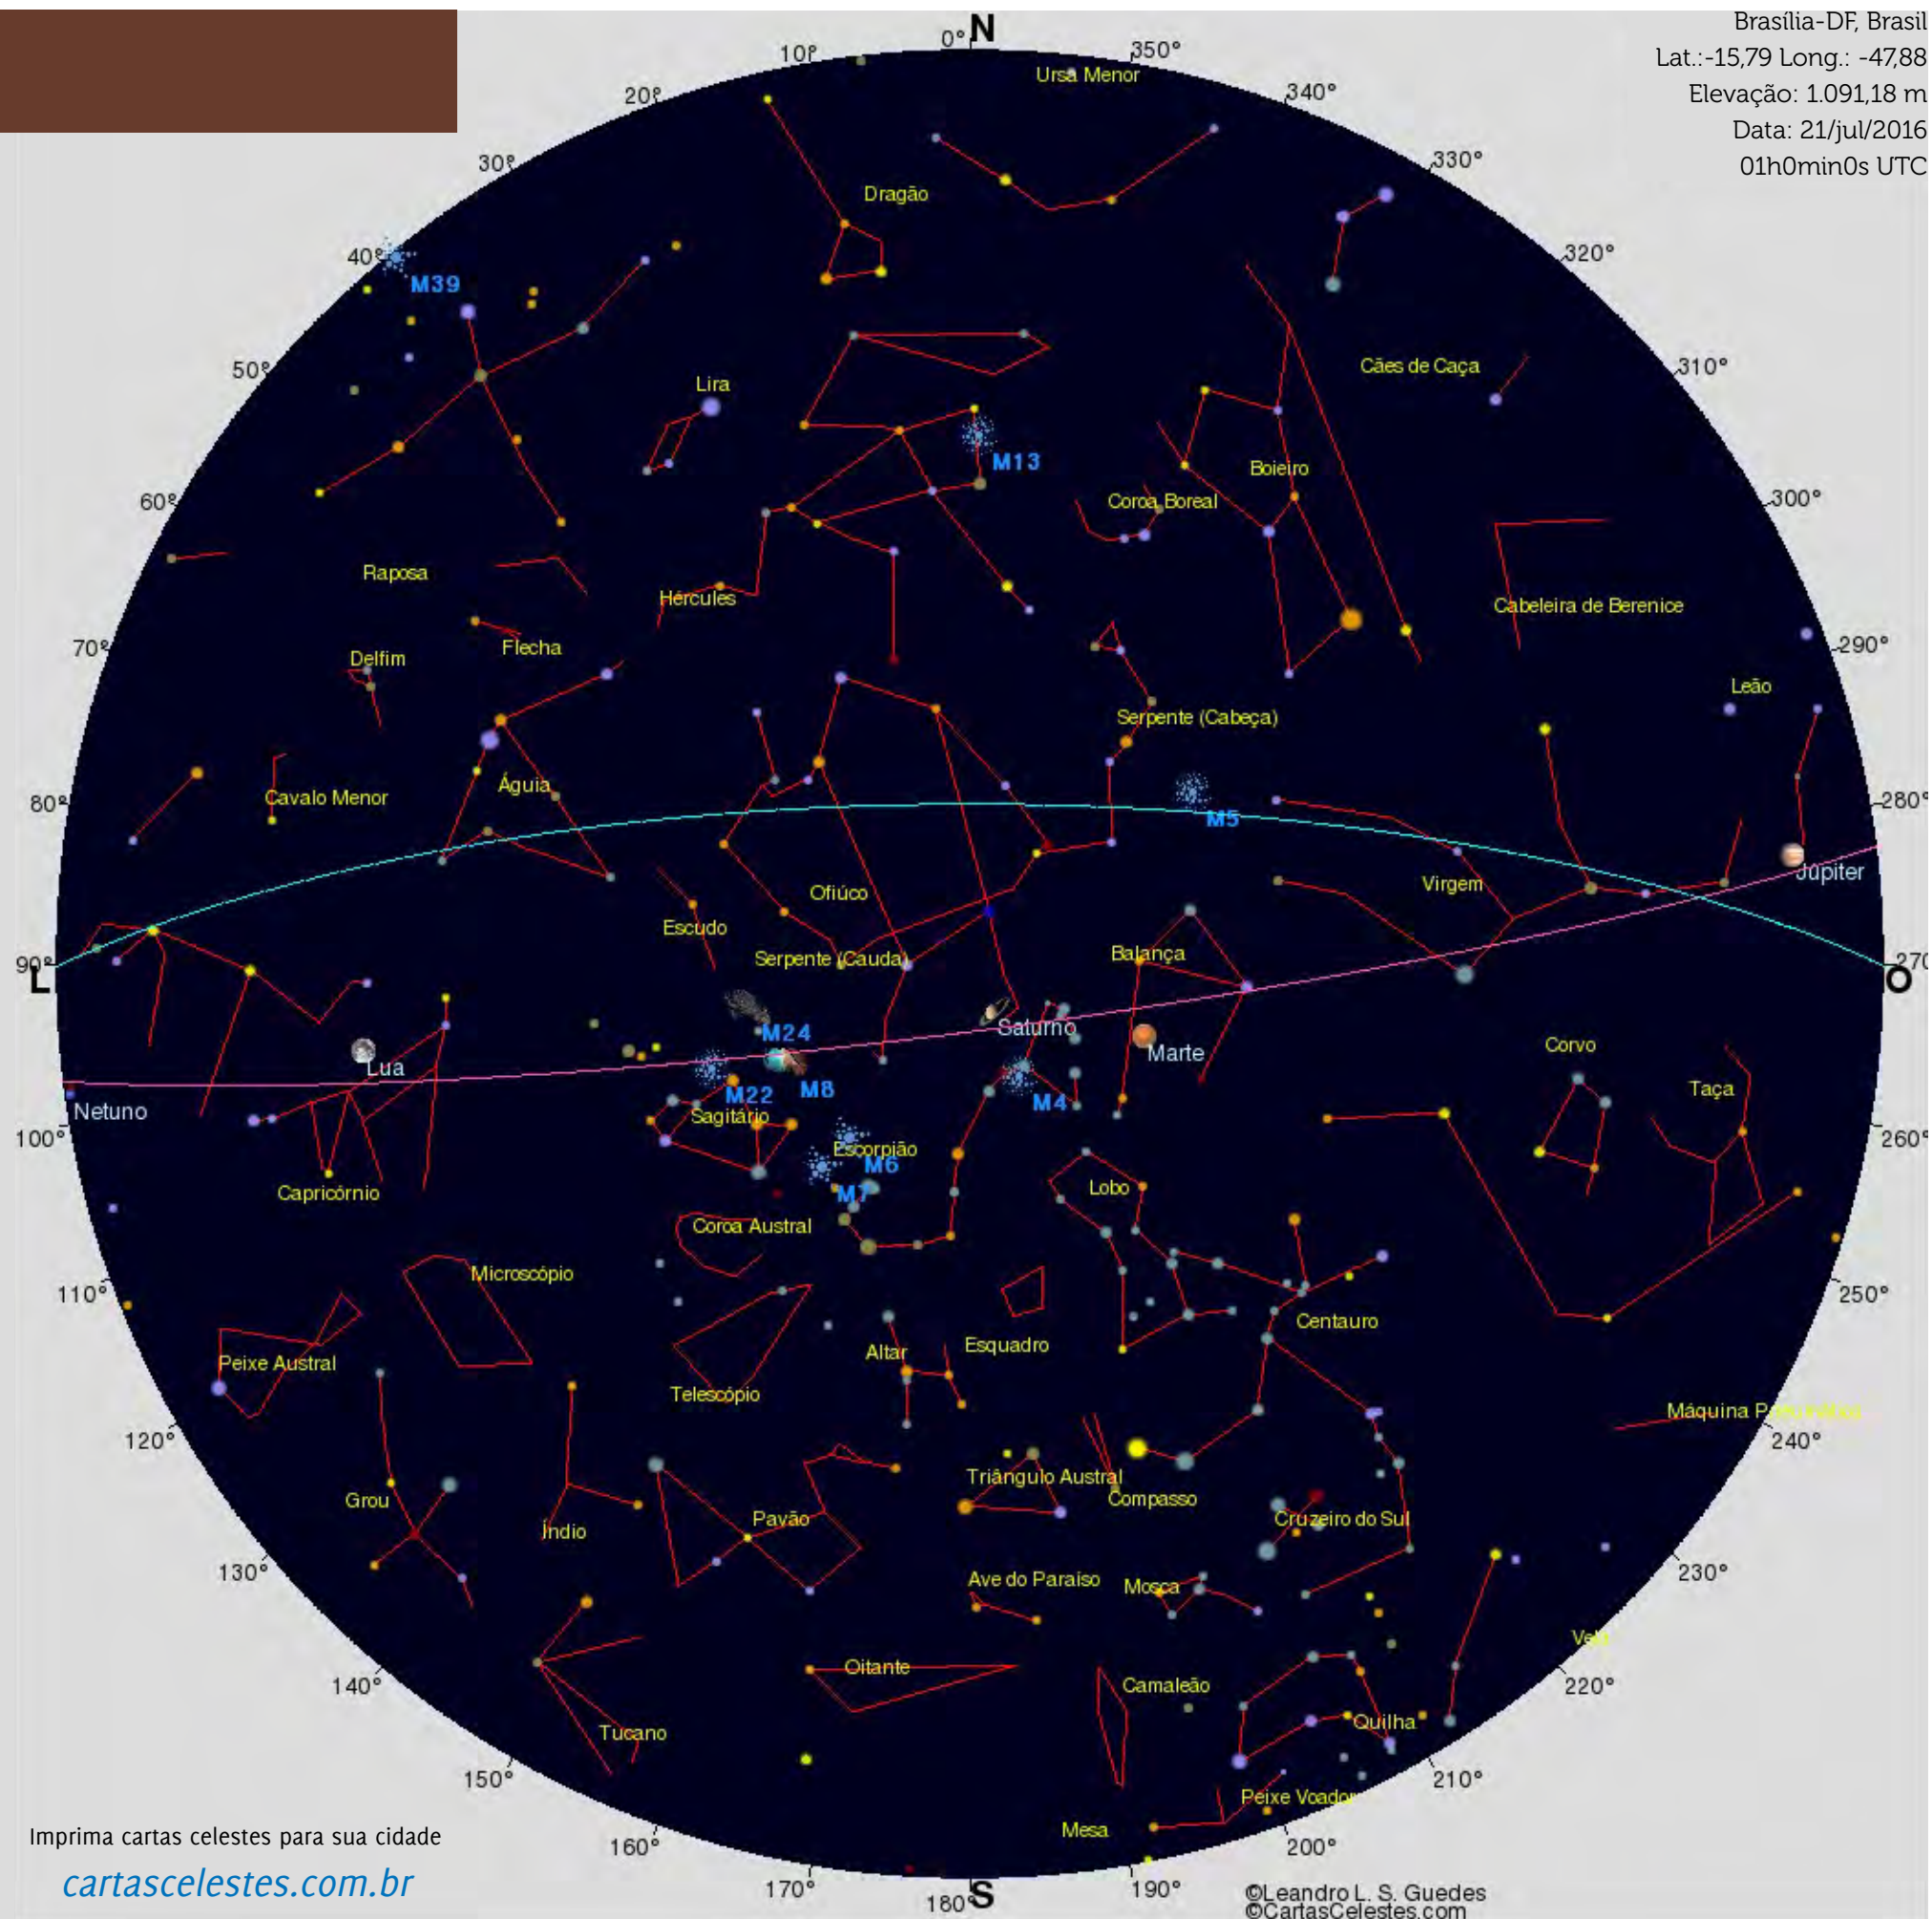 N
Brasília-DF, Brasil
Lat.:-15,79 Long.: -47,88
Elevação: 1.091,18 m
Data: 21/jul/2016
01h0min0s UTC
0°
10°
350°
Ursa Menor
20°
340°
30°
330°
Dragão
40°
320°
M39
50°
310°
Cães de Caça
Lira
M13
Boieiro
60°
300°
Coroa Boreal
Raposa
Hércules
Cabeleira de Berenice
70°
Flecha
290°
Delfim
Leão
Serpente (Cabeça)
Águia
Cavalo Menor
80°
280°
M5
Júpiter
Virgem
Ofiúco
Escudo
Balança
Serpente (Cauda)
90°
L
O
M24
Saturno
Marte
Corvo
Lua
Taça
M8
M22
M4
Netuno
Sagitário
100°
260°
Escorpião
M6
Capricórnio
M7
Lobo
Coroa Austral
Microscópio
110°
250°
Centauro
Esquadro
Altar
Peixe Austral
Telescópio
Máquina
120°
240°
Triângulo Austral
Grou
Compasso
Pavão
Cruzeiro do Sul
Índio
130°
230°
Ave do Paraíso
Mosca
Vela
Oitante
140°
Camaleão
220°
Quilha
Tucano
150°
210°
Peixe Voador
Mesa
Imprima cartas celestes para sua cidade
160°
200°
cartascelestes.com.br
170°
190°
180°
S
©Leandro L. S. Guedes
©CartasCelestes.com